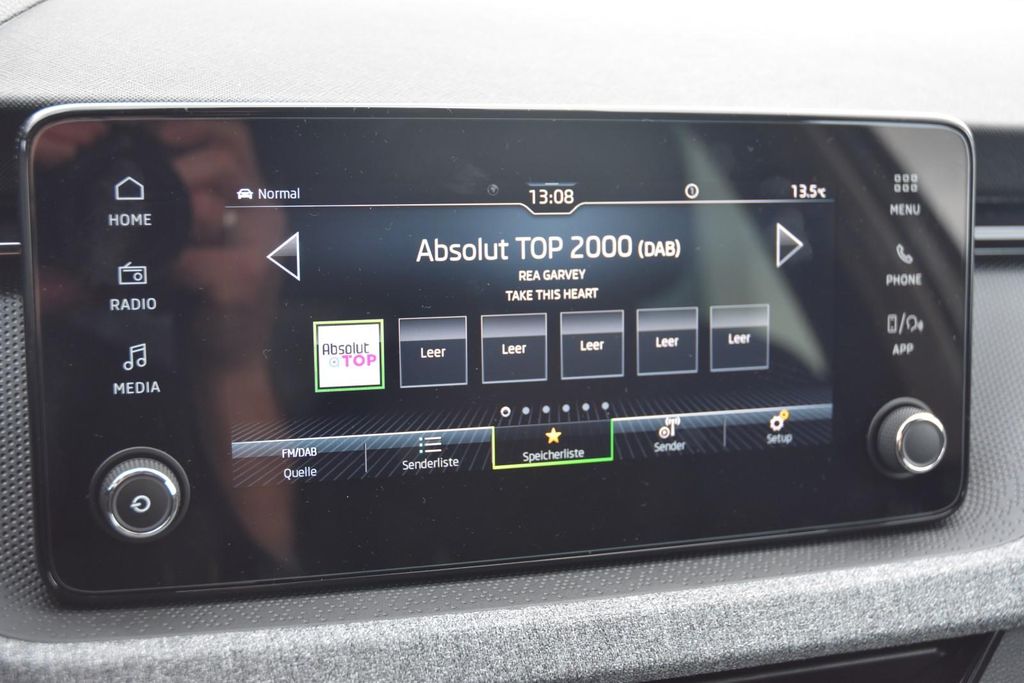 HOME
RADIO
MEDIA
Normal
13:08
13.5°C
Absolut TOP 2000 (DAB)
REA GARVEY
TAKE THIS HEART
Absolut
TOP
Leer
Leer
Leer
Leer
Leer
FM/DAB
Quelle
Senderliste
Speicherliste
Sender
Setup
MENU
PHONE
APP